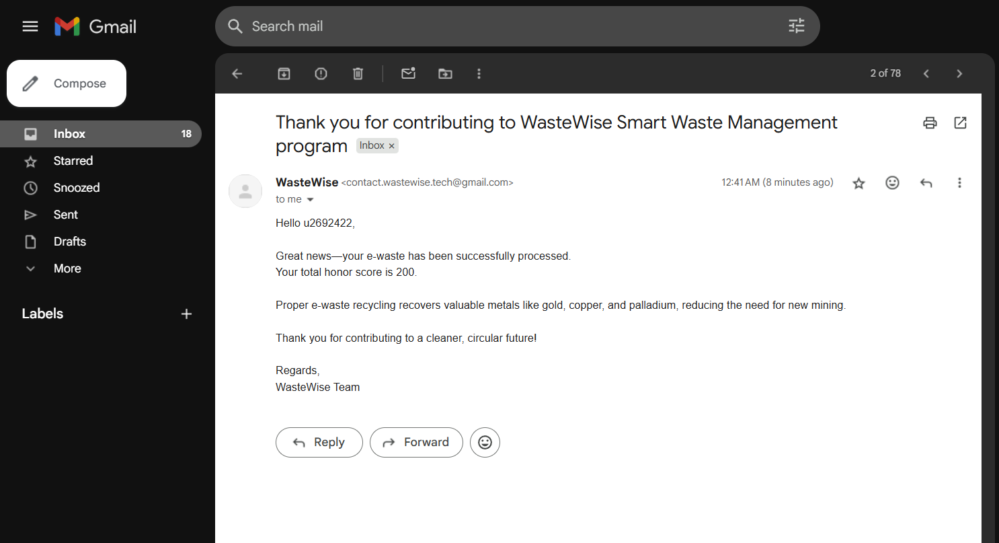 Gmail
Search mail
Compose
2 of 78
Inbox 18
Starred
Snoozed
Sent
Drafts
More
Labels
Thank you for contributing to WasteWise Smart Waste Management
program Inbox ×
WasteWise <contact.wastewise.tech@gmail.com> 12:41 AM (8 minutes ago)
to me
Hello u2692422,
Great news—your e-waste has been successfully processed.
Your total honor score is 200.
Proper e-waste recycling recovers valuable metals like gold, copper, and palladium, reducing the need for new mining.
Thank you for contributing to a cleaner, circular future!
Regards,
WasteWise Team
Reply Forward